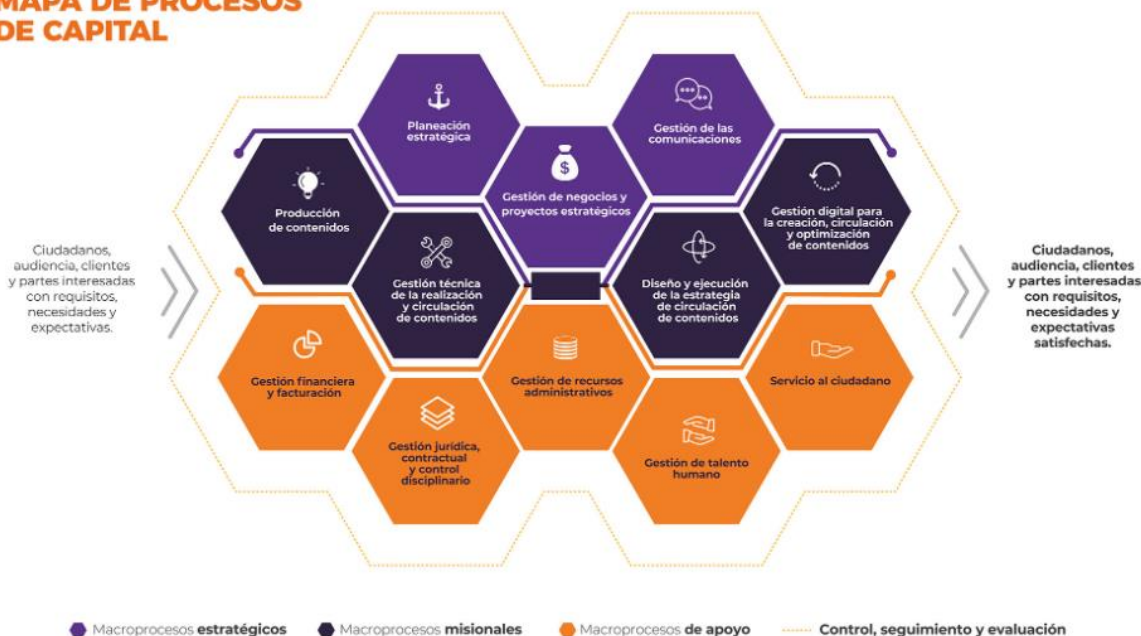 MAPA DE PROCESOS
DE CAPITAL
Planeación
estratégica
Gestión de las
comunicaciones
Gestión de negocios y
proyectos estratégicos
$
Producción
de contenidos
Gestión digital para
la creación, circulación
y optimización
de contenidos
Gestión técnica
de la realización
y circulación
de contenidos
Diseño y ejecución
de la estrategia
de circulación
de contenidos
Ciudadanos,
audiencia, clientes
y partes interesadas
con requisitos,
necesidades y
expectativas.
Ciudadanos,
audiencia, clientes
y partes interesadas
con requisitos,
necesidades y
expectativas
satisfechas.
Gestión financiera
y facturación
Gestión de recursos
administrativos
Servicio al ciudadano
Gestión jurídica,
contractual
y control
disciplinario
Gestión de talento
humano
Macroprocesos estratégicos
Macroprocesos misionales
Macroprocesos de apoyo
Control, seguimiento y evaluación